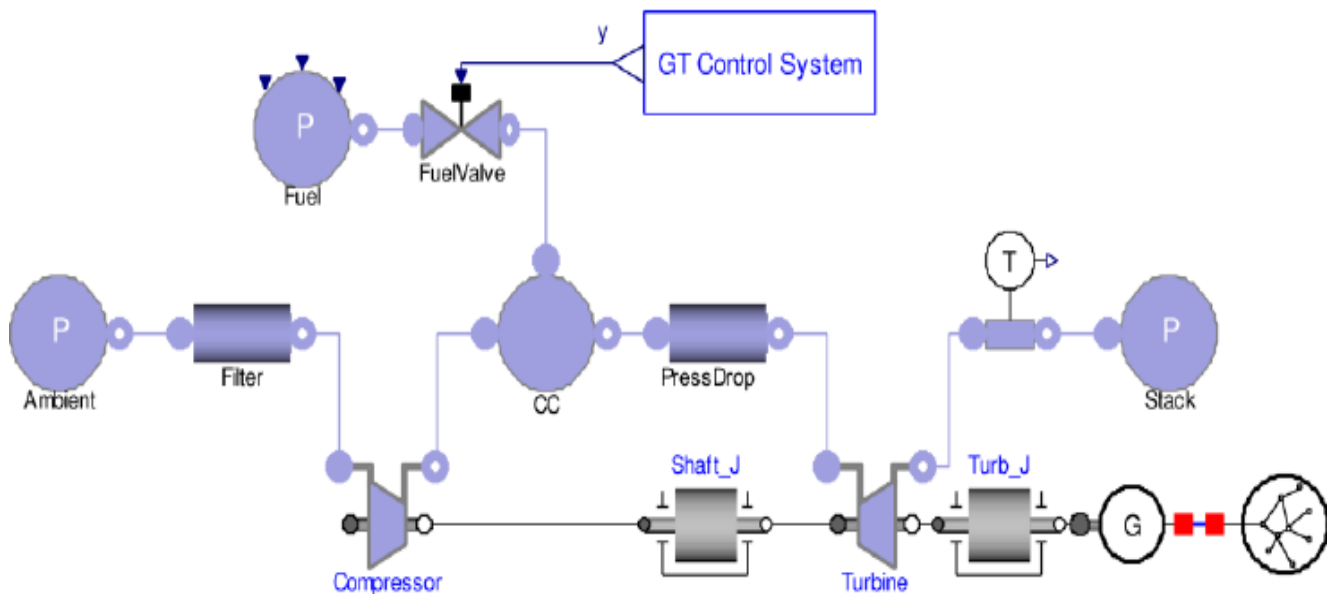 y
GT Control System
P
Fuel
FuelValve
T
P
Ambient
Filter
CC
PressDrop
P
Stack
Shaft_J
Turb_J
G
Compressor
Turbine